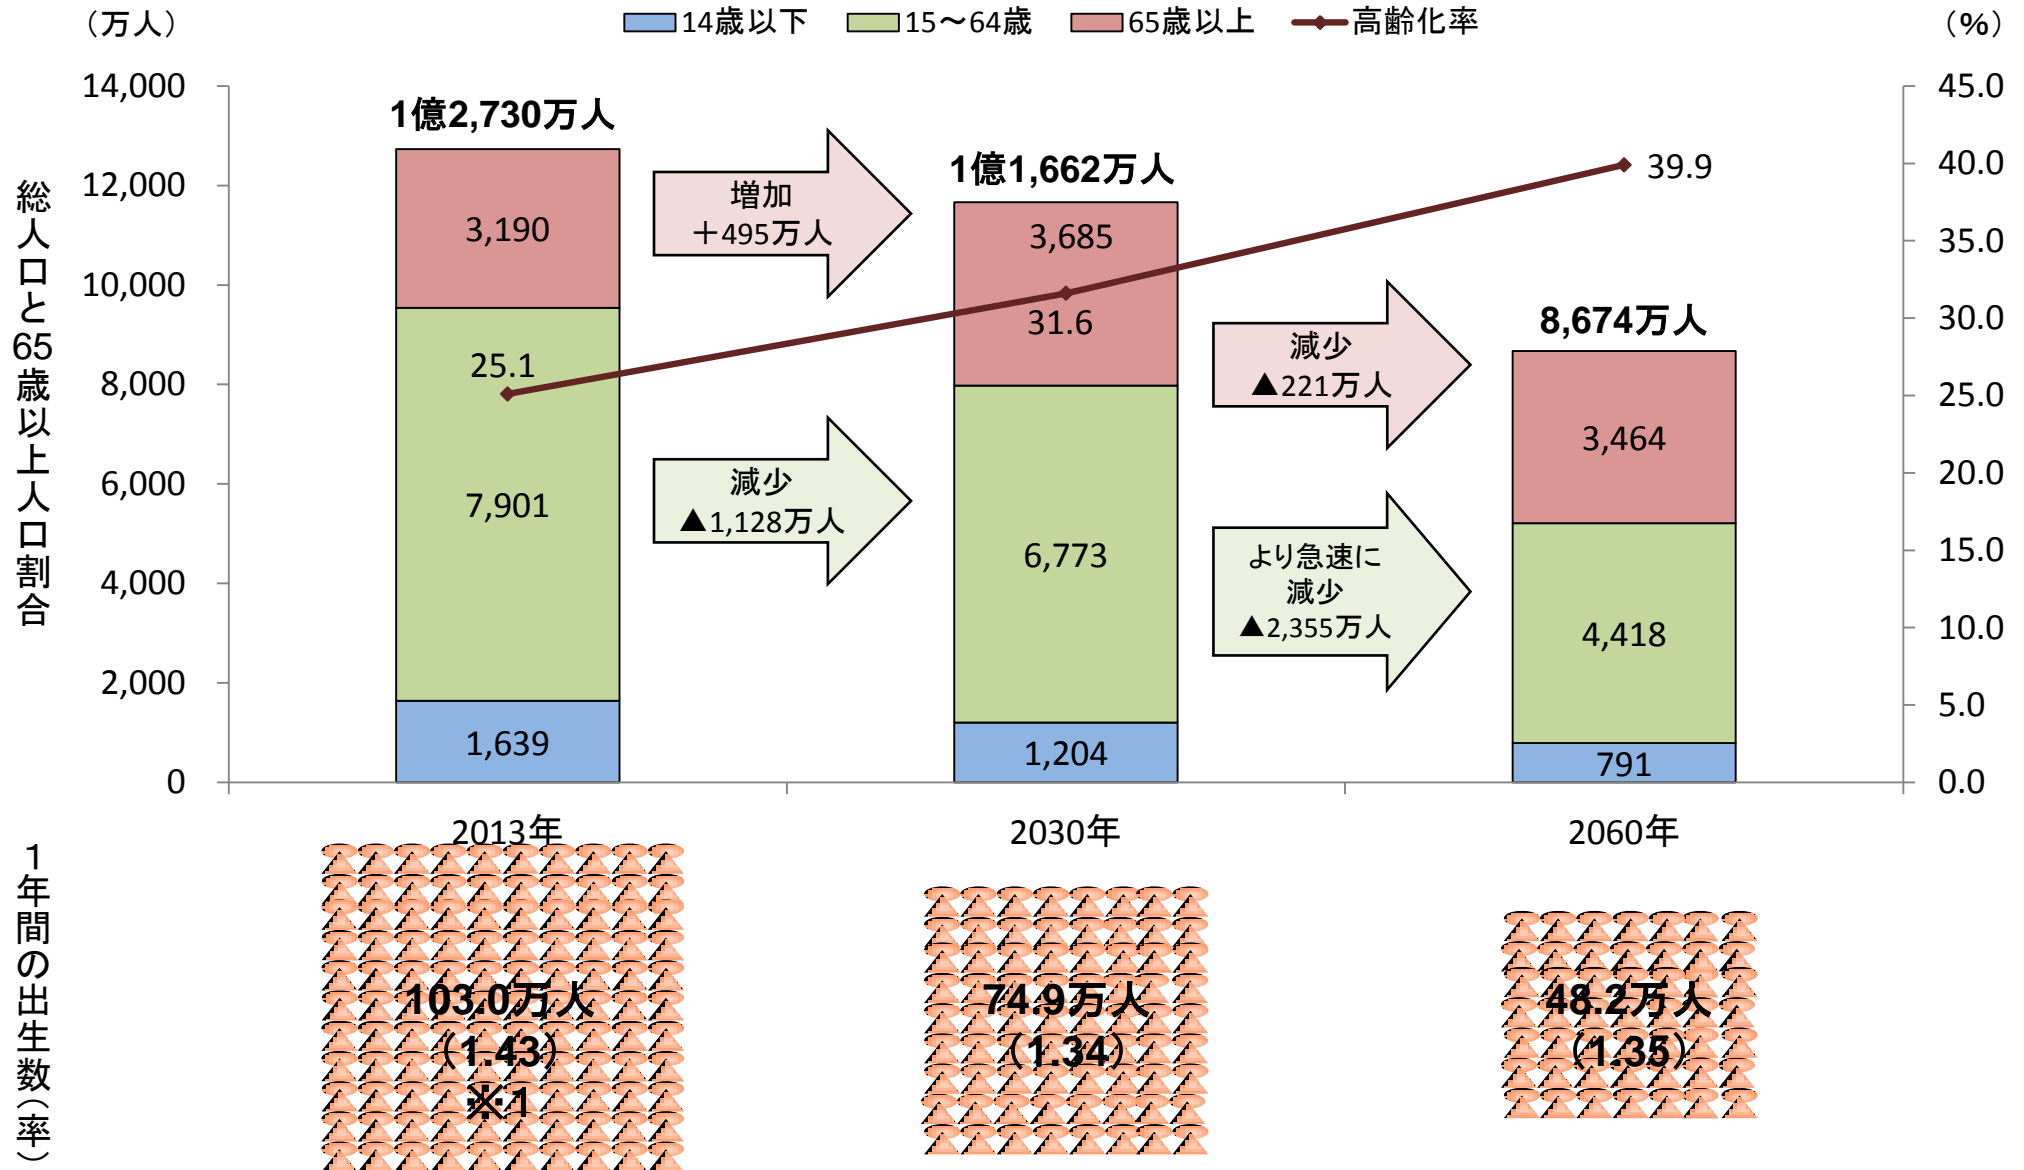 （万人）
14歳以下
15～64歳
65歳以上
高齢化率
（%）
総人口と65歳以上人口割合
14,000
12,000
10,000
8,000
6,000
4,000
2,000
0
45.0
40.0
35.0
30.0
25.0
20.0
15.0
10.0
5.0
0.0
1億2,730万人
3,190
25.1
7,901
1,639
増加
＋495万人
減少
▲1,128万人
1億1,662万人
3,685
31.6
6,773
1,204
減少
▲221万人
より急速に
減少
▲2,355万人
39.9
8,674万人
3,464
4,418
791
2013年
2030年
2060年
１年間の出生数（率）
103.0万人
（1.43）
※1
74.9万人
（1.34）
48.2万人
（1.35）